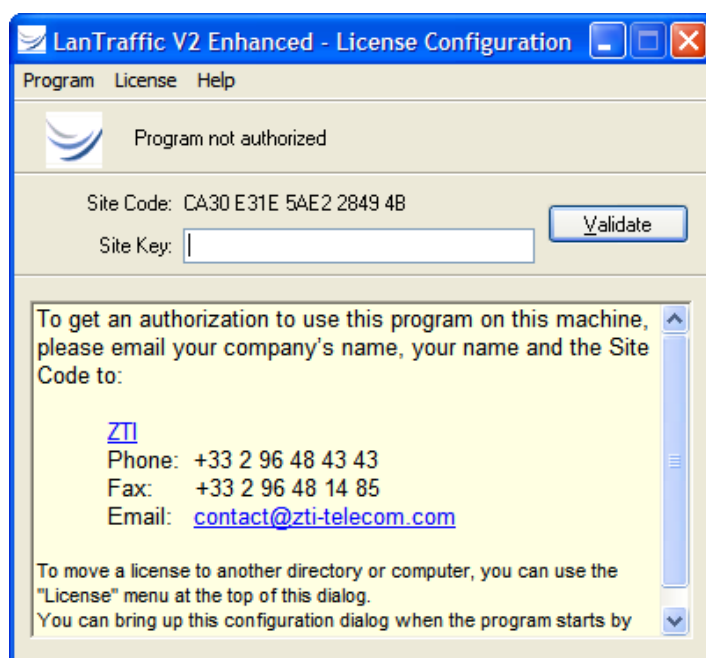 LanTraffic V2 Enhanced - License Configuration
Program License Help
Program not authorized
Site Code: CA30 E31E 5AE2 2849 4B
Validate
Site Key:
To get an authorization to use this program on this machine,
please email your company's name, your name and the Site
Code to:
ZTI
Phone: +33 2 96 48 43 43
Fax: +33 2 96 48 14 85
Email: contact@zti-telecom.com
To move a license to another directory or computer, you can use the
"License" menu at the top of this dialog.
You can bring up this configuration dialog when the program starts by